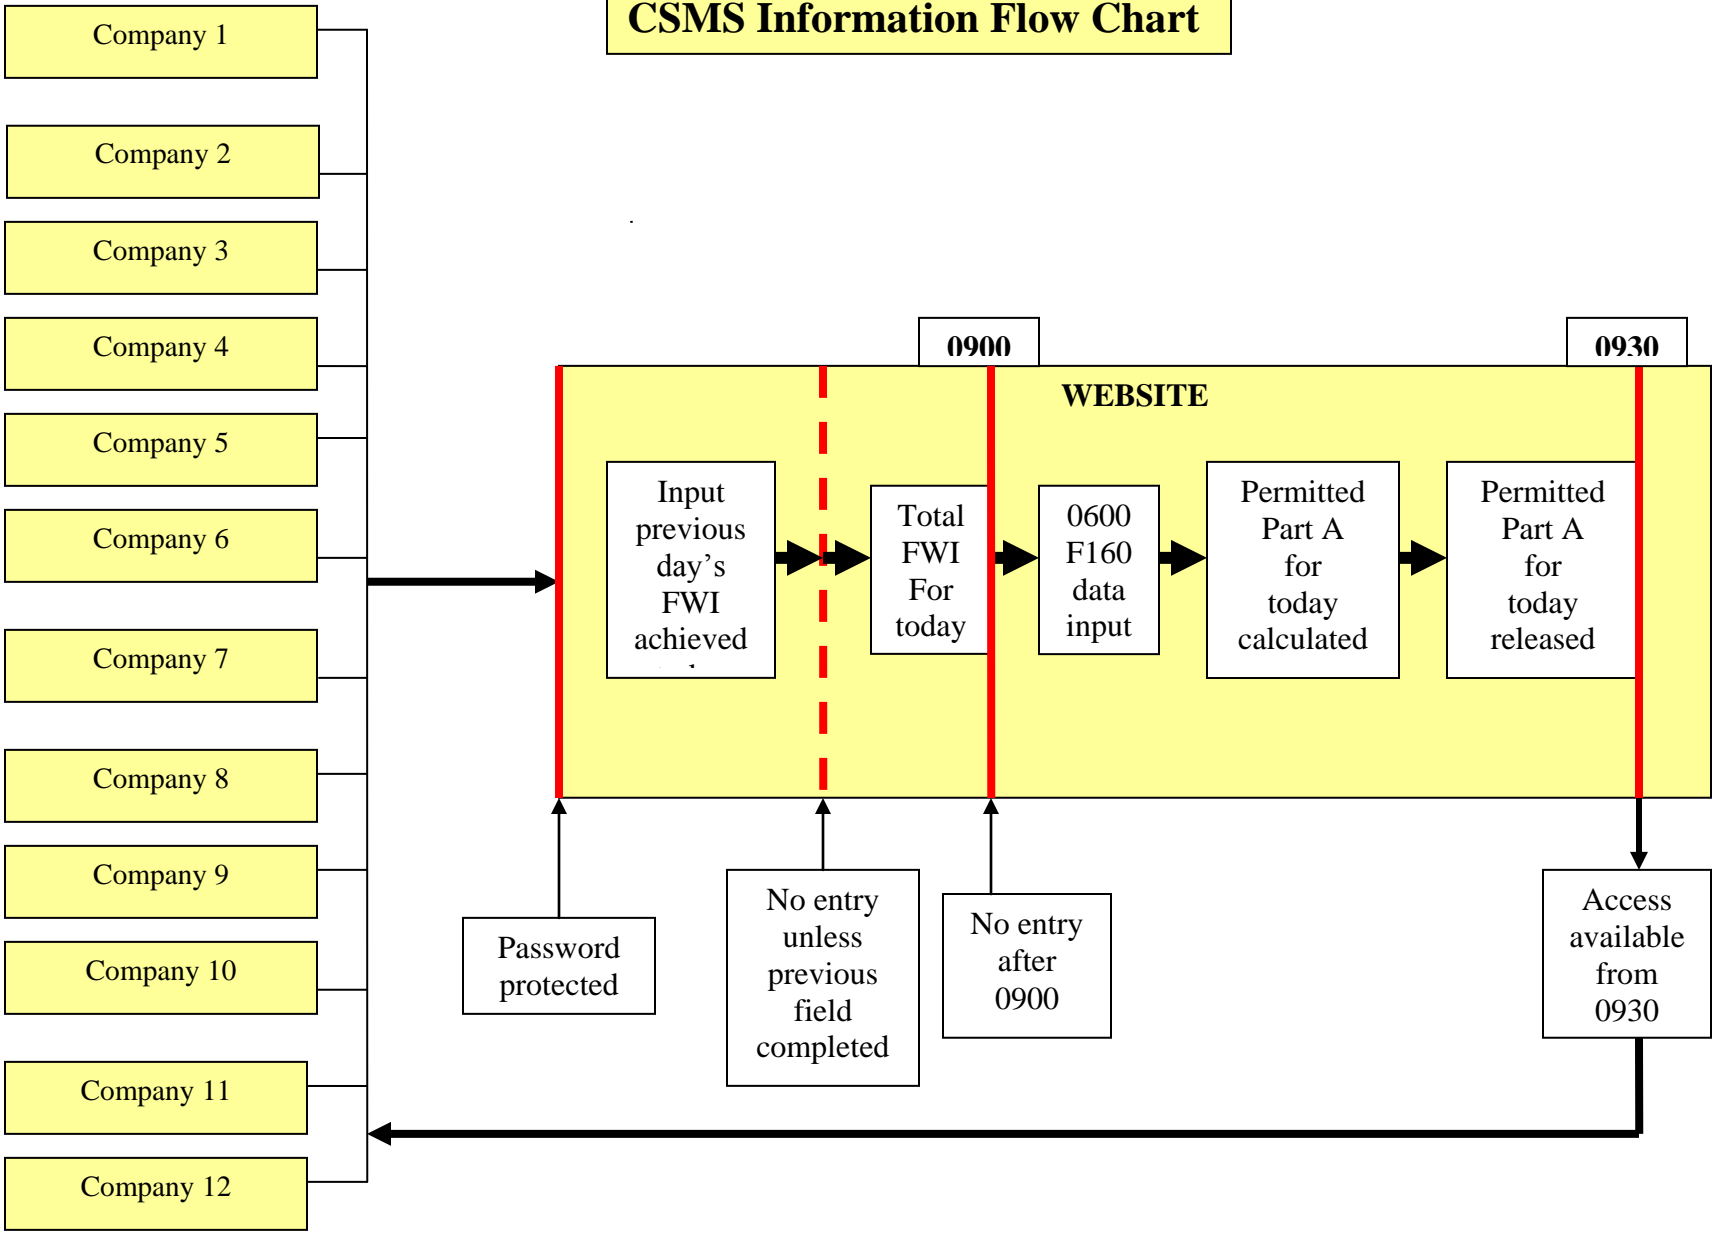 CSMS Information Flow Chart
Company 1
Company 2
Company 3
Company 4
Company 5
Company 6
Company 7
Company 8
Company 9
Company 10
Company 11
Company 12
0900
0930
WEBSITE
Input
previous
day’s
FWI
achieved
Total
FWI
For
today
0600
F160
data
input
Permitted
Part A
for
today
calculated
Permitted
Part A
for
today
released
Password
protected
No entry
unless
previous
field
completed
No entry
after
0900
Access
available
from
0930